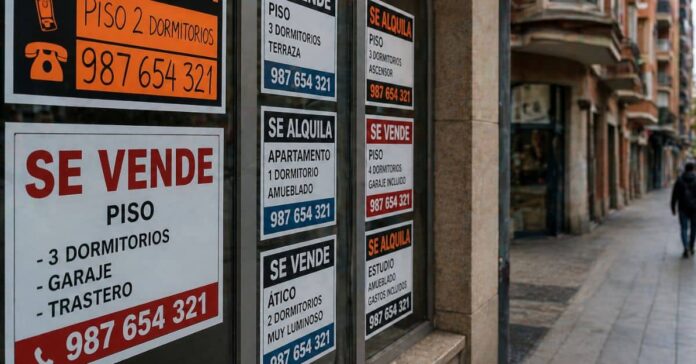 PISO 2 DORMITORIOS
987 654 321
SE VENDE
PISO
- 3 DORMITORIOS
- GARAJE
- TRASTERO
987 654 321
SE VENDE
PISO
3 DORMITORIOS
TERRAZA
987 654 321
SE ALQUILA
APARTAMENTO
1 DORMITORIO
AMUEBLADO
987 654 321
SE VENDE
ÁTICO
2 DORMITORIOS
MUY LUMINOSO
987 654 321
SE ALQUILA
PISO
3 DORMITORIOS
ASCENSOR
987 654 321
SE VENDE
PISO
4 DORMITORIOS
GARAJE INCLUIDO
987 654 321
SE ALQUILA
ESTUDIO
AMUEBLADO
GASTOS INCLUIDOS
987 654 321